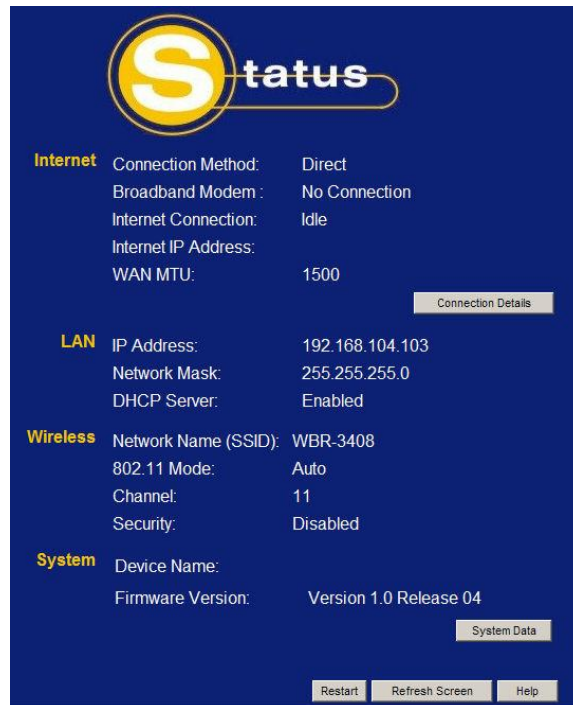 Status
Internet Connection Method: Direct
Broadband Modem : No Connection
Internet Connection: Idle
Internet IP Address:
WAN MTU: 1500
Connection Details
LAN IP Address: 192.168.104.103
Network Mask: 255.255.255.0
DHCP Server: Enabled
Wireless Network Name (SSID): WBR-3408
802.11 Mode: Auto
Channel: 11
Security: Disabled
System Device Name:
Firmware Version: Version 1.0 Release 04
System Data
Restart Refresh Screen Help